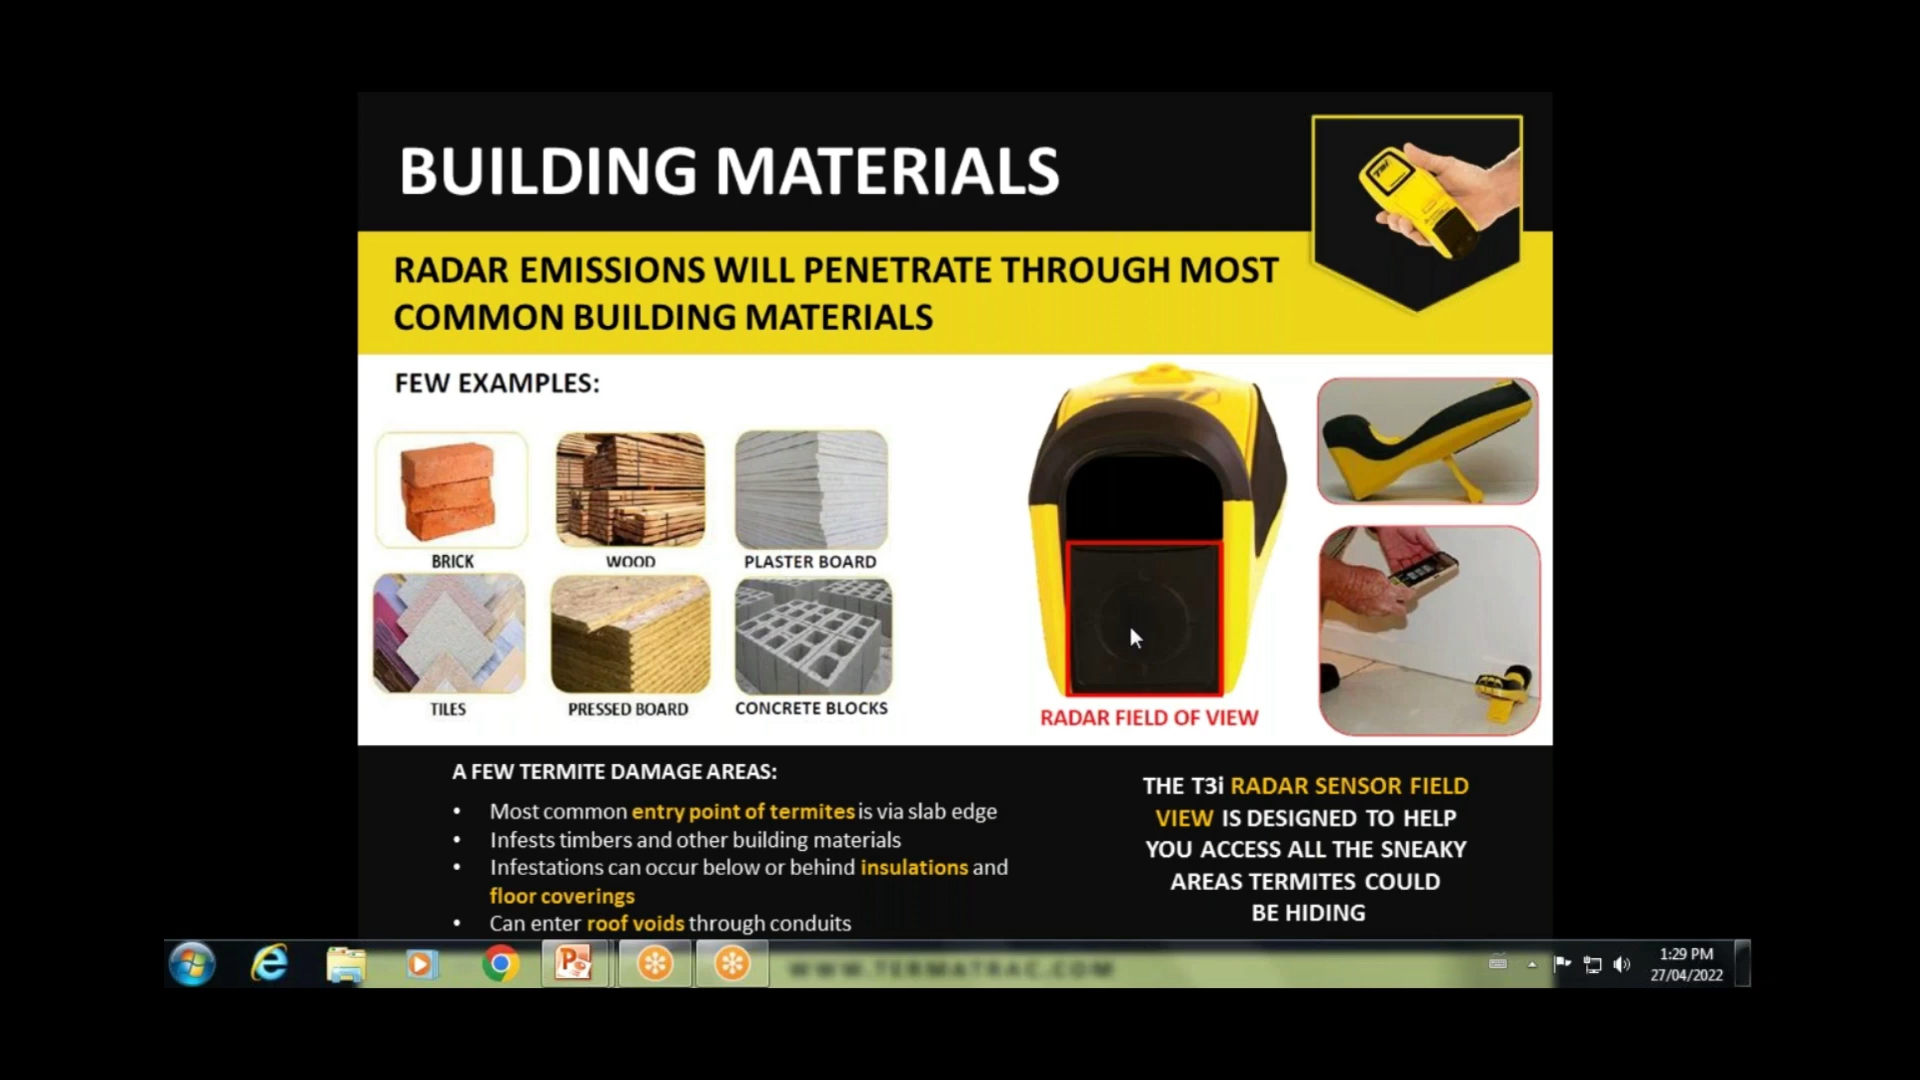 BUILDING MATERIALS
RADAR EMISSIONS WILL PENETRATE THROUGH MOST
COMMON BUILDING MATERIALS
FEW EXAMPLES:
BRICK
WOOD
PLASTER BOARD
TILES
PRESSED BOARD
CONCRETE BLOCKS
RADAR FIELD OF VIEW
A FEW TERMITE DAMAGE AREAS:
• Most common entry point of termites is via slab edge
• Infests timbers and other building materials
• Infestations can occur below or behind insulations and
floor coverings
• Can enter roof voids through conduits
THE T3i RADAR SENSOR FIELD
VIEW IS DESIGNED TO HELP
YOU ACCESS ALL THE SNEAKY
AREAS TERMITES COULD
BE HIDING
WWW.TERMATRAC.COM
1:29 PM
27/04/2022